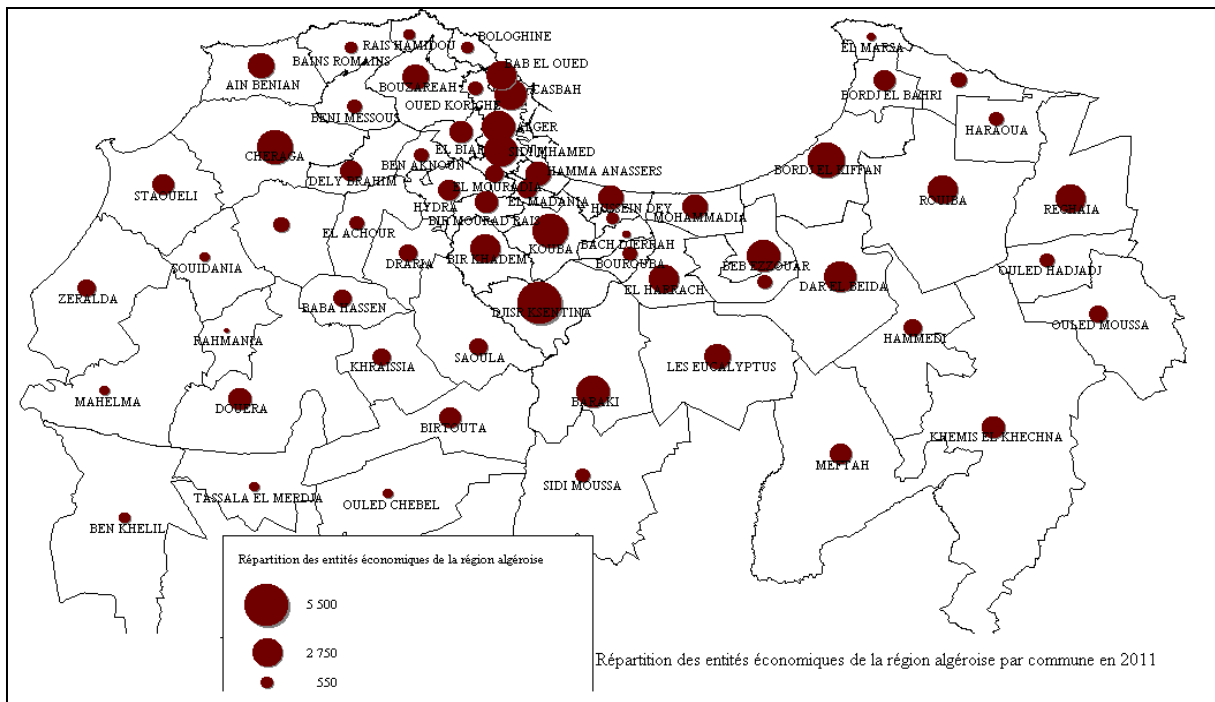 BOLOGHINE
RAIS HAMIDOU
EL MARSA
BAINS ROMAINS
BAB EL OUED
AIN BENIAN
BOUZAREAH
CASBAH
BORDJ EL BAHRI
OUED KORICHE
BENI MESSOUS
HARAOUA
ALGER
EL BIAR
SIDI MHAMED
CHERAGA
BEN AKNOUN
BORDJ EL KIFFAN
HAMMA ANASSERS
DELY BRAHIM
STAOUELI
EL MOURADIA
ROUIBA
HYDRA
EL MADANIA
REGHAIA
HUSSEIN DEY
BIR MOURAD RAIS
MOHAMMADIA
EL ACHOUR
BACH DJERRAH
KOUBA
BIR KHADEM
SOUIDANIA
DRARIA
BOUROUBA
BEB EZZOUAR
OULED HADJADJ
EL HARRACH
DAR EL BEIDA
ZERALDA
BABA HASSEN
DJISR KSENTINA
OULED MOUSSA
RAHMANIA
HAMMEDI
SAOULA
KHRAISSIA
LES EUCALYPTUS
MAHELMA
BARAKI
DOUERA
BIRTOUTA
KHEMIS EL KHECHNA
MEFTAH
SIDI MOUSSA
TASSALA EL MERDJA
OULED CHEBEL
BEN KHELIL
Répartition des entités économiques de la région algéroise
5 500
2 750
550
Répartition des entités économiques de la région algéroise par commune en 2011